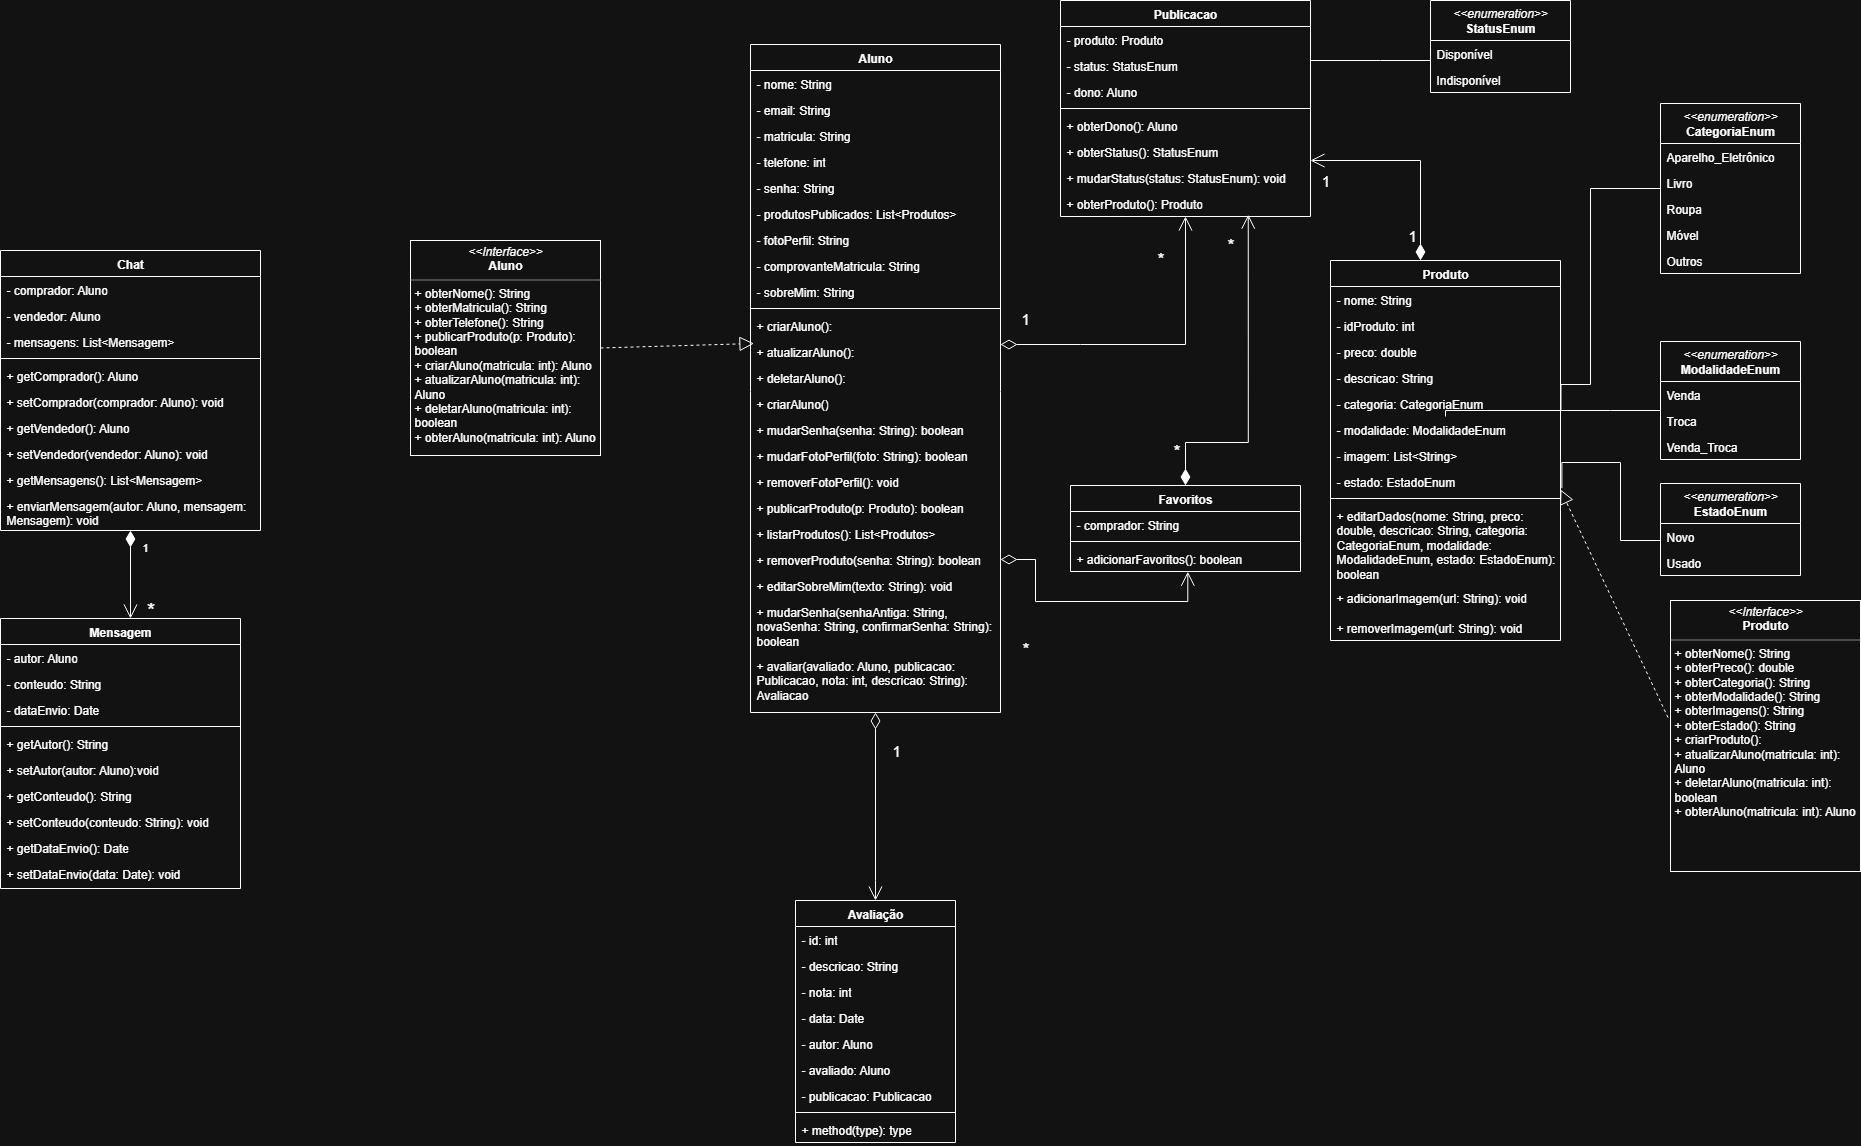 Chat
- comprador: Aluno
- vendedor: Aluno
- mensagens: List<Mensagem>
+ getComprador(): Aluno
+ setComprador(comprador: Aluno): void
+ getVendedor(): Aluno
+ setVendedor(vendedor: Aluno): void
+ getMensagens(): List<Mensagem>
+ enviarMensagem(autor: Aluno, mensagem:
Mensagem): void
1
*
Mensagem
- autor: Aluno
- conteudo: String
- dataEnvio: Date
+ getAutor(): String
+ setAutor(autor: Aluno):void
+ getConteudo(): String
+ setConteudo(conteudo: String): void
+ getDataEnvio(): Date
+ setDataEnvio(data: Date): void
<<Interface>>
Aluno
+ obterNome(): String
+ obterMatricula(): String
+ obterTelefone(): String
+ publicarProduto(p: Produto):
boolean
+ criarAluno(matricula: int): Aluno
+ atualizarAluno(matricula: int):
Aluno
+ deletarAluno(matricula: int):
boolean
+ obterAluno(matricula: int): Aluno
Aluno
- nome: String
- email: String
- matricula: String
- telefone: int
- senha: String
- produtosPublicados: List<Produtos>
- fotoPerfil: String
- comprovanteMatricula: String
- sobreMim: String
+ criarAluno():
+ atualizarAluno():
+ deletarAluno():
+ criarAluno()
+ mudarSenha(senha: String): boolean
+ mudarFotoPerfil(foto: String): boolean
+ removerFotoPerfil(): void
+ publicarProduto(p: Produto): boolean
+ listarProdutos(): List<Produtos>
+ removerProduto(senha: String): boolean
+ editarSobreMim(texto: String): void
+ mudarSenha(senhaAntiga: String,
novaSenha: String, confirmarSenha: String):
boolean
+ avaliar(avaliado: Aluno, publicacao:
Publicacao, nota: int, descricao: String):
Avaliacao
1
*
1
*
Avaliação
- id: int
- descricao: String
- nota: int
- data: Date
- autor: Aluno
- avaliado: Aluno
- publicacao: Publicacao
+ method(type): type
Publicacao
- produto: Produto
- status: StatusEnum
- dono: Aluno
+ obterDono(): Aluno
+ obterStatus(): StatusEnum
+ mudarStatus(status: StatusEnum): void
+ obterProduto(): Produto
*
*
Favoritos
- comprador: String
+ adicionarFavoritos(): boolean
<<enumeration>>
StatusEnum
Disponível
Indisponível
1
1
Produto
- nome: String
- idProduto: int
- preco: double
- descricao: String
- categoria: CategoriaEnum
- modalidade: ModalidadeEnum
- imagem: List<String>
- estado: EstadoEnum
+ editarDados(nome: String, preco:
double, descricao: String, categoria:
CategoriaEnum, modalidade:
ModalidadeEnum, estado: EstadoEnum):
boolean
+ adicionarImagem(url: String): void
+ removerImagem(url: String): void
<<enumeration>>
CategoriaEnum
Aparelho_Eletrônico
Livro
Roupa
Móvel
Outros
<<enumeration>>
ModalidadeEnum
Venda
Troca
Venda_Troca
<<enumeration>>
EstadoEnum
Novo
Usado
<<Interface>>
Produto
+ obterNome(): String
+ obterPreco(): double
+ obterCategoria(): String
+ obterModalidade(): String
+ obterImagens(): String
+ obterEstado(): String
+ criarProduto():
+ atualizarAluno(matricula: int):
Aluno
+ deletarAluno(matricula: int):
boolean
+ obterAluno(matricula: int): Aluno